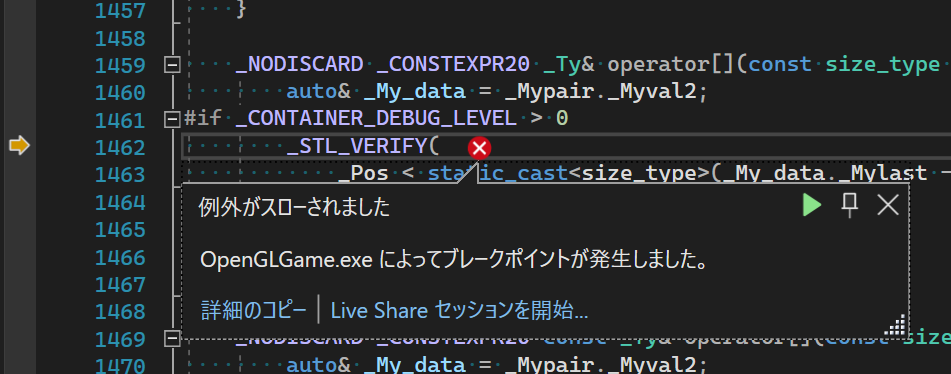 1457 }
1458
1459 _NODISCARD _CONSTEXPR20 _Ty& operator[](const size_type
1460 auto& _My_data = _Mypair._Myval2;
1461 #if _CONTAINER_DEBUG_LEVEL > 0
1462 _STL_VERIFY(
1463 _Pos < static_cast<size_type>(_My_data._Mylast -
1464
例外がスローされました
1465
1466
OpenGLGame.exe によってブレークポイントが発生しました。
1467
1468
詳細のコピー | Live Share セッションを開始...
1469 _NODISCARD _CONSTEXPR20 const _Ty& operator[](const size
1470 auto& _My_data = _Mypair._Myval2;